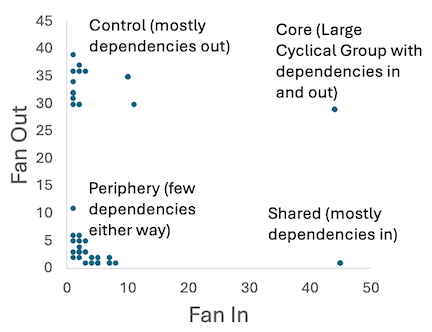 45
40
35
30
25
20
15
10
5
0
Fan Out
Control (mostly
dependencies out)
Core (Large
Cyclical Group with
dependencies in
and out)
Periphery (few
dependencies
either way)
Shared (mostly
dependencies in)
0 10 20 30 40 50
Fan In